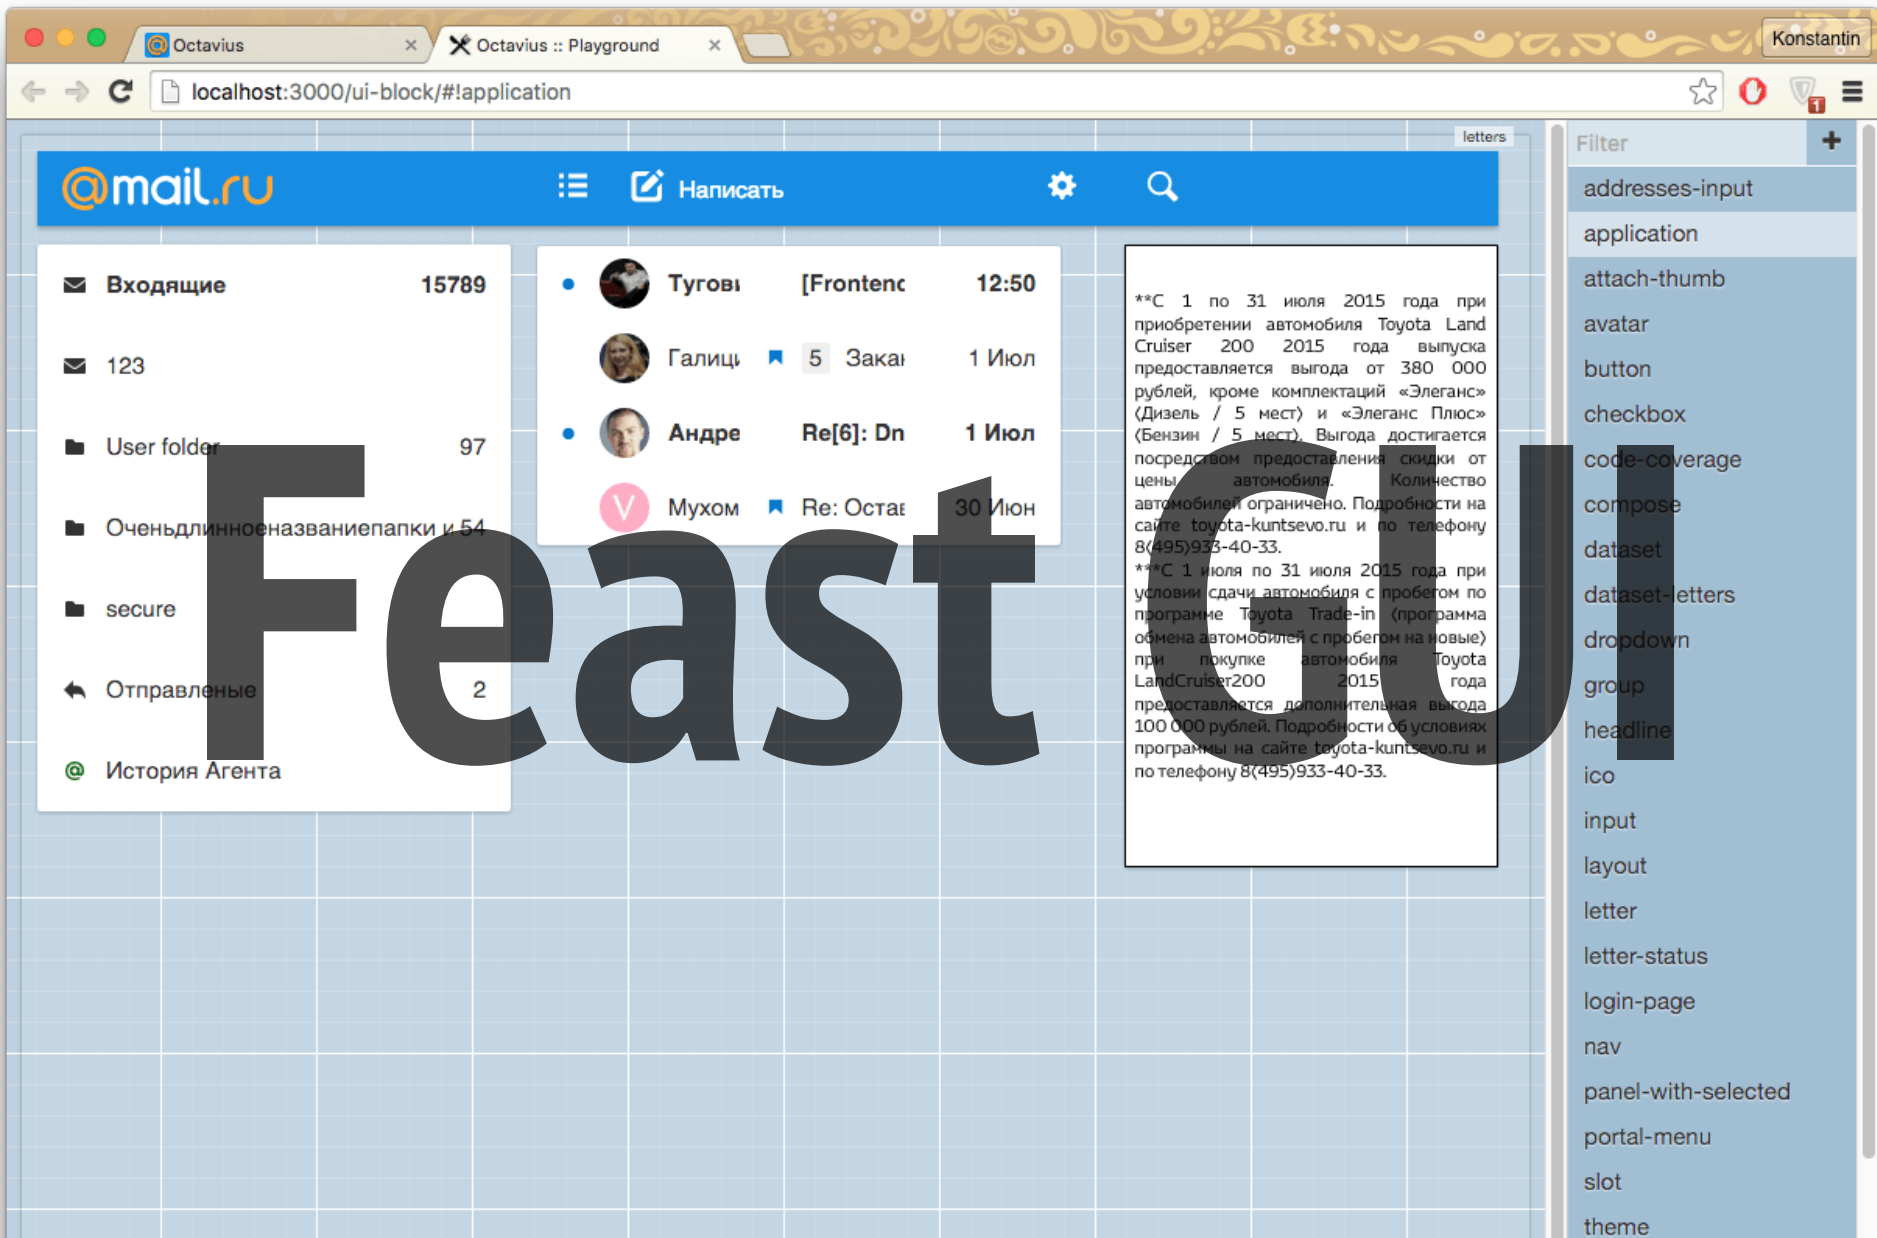 Octavius
Octavius :: Playground
Konstantin
localhost:3000/ui-block/#!application
1
letters
@mail.ru
Написать
Входящие 15789
123
User folder 97
Оченьдлинноеназваниепапки и 54
secure
Отправленые 2
История Агента
Тугов [Frontend 12:50
Галици 5 Зака 1 Июл
Андре Re[6]: Dn 1 Июл
V Мухом Re: Остав 30 Июн
**С 1 по 31 июля 2015 года при
приобретении автомобиля Toyota Land
Cruiser 200 2015 года выпуска
предоставляется выгода от 380 000
рублей, кроме комплектаций «Элеганс»
(Дизель / 5 мест) и «Элеганс Плюс»
(Бензин / 5 мест). Выгода достигается
посредством предоставления скидки от
цены автомобиля. Количество
автомобилей ограничено. Подробности на
сайте toyota-kuntsevo.ru и по телефону
8(495)933-40-33.
***С 1 июля по 31 июля 2015 года при
условии сдачи автомобиля с пробегом по
программе Toyota Trade-in (программа
обмена автомобилей с пробегом на новые)
при покупке автомобиля Toyota
LandCruiser200 2015 года
предоставляется дополнительная выгода
100 000 рублей. Подробности об условиях
программы на сайте toyota-kuntsevo.ru и
по телефону 8(495)933-40-33.
Feast GUI
Filter
+
addresses-input
application
attach-thumb
avatar
button
checkbox
code-coverage
compose
dataset
dataset-letters
dropdown
group
headline
ico
input
layout
letter
letter-status
login-page
nav
panel-with-selected
portal-menu
slot
theme